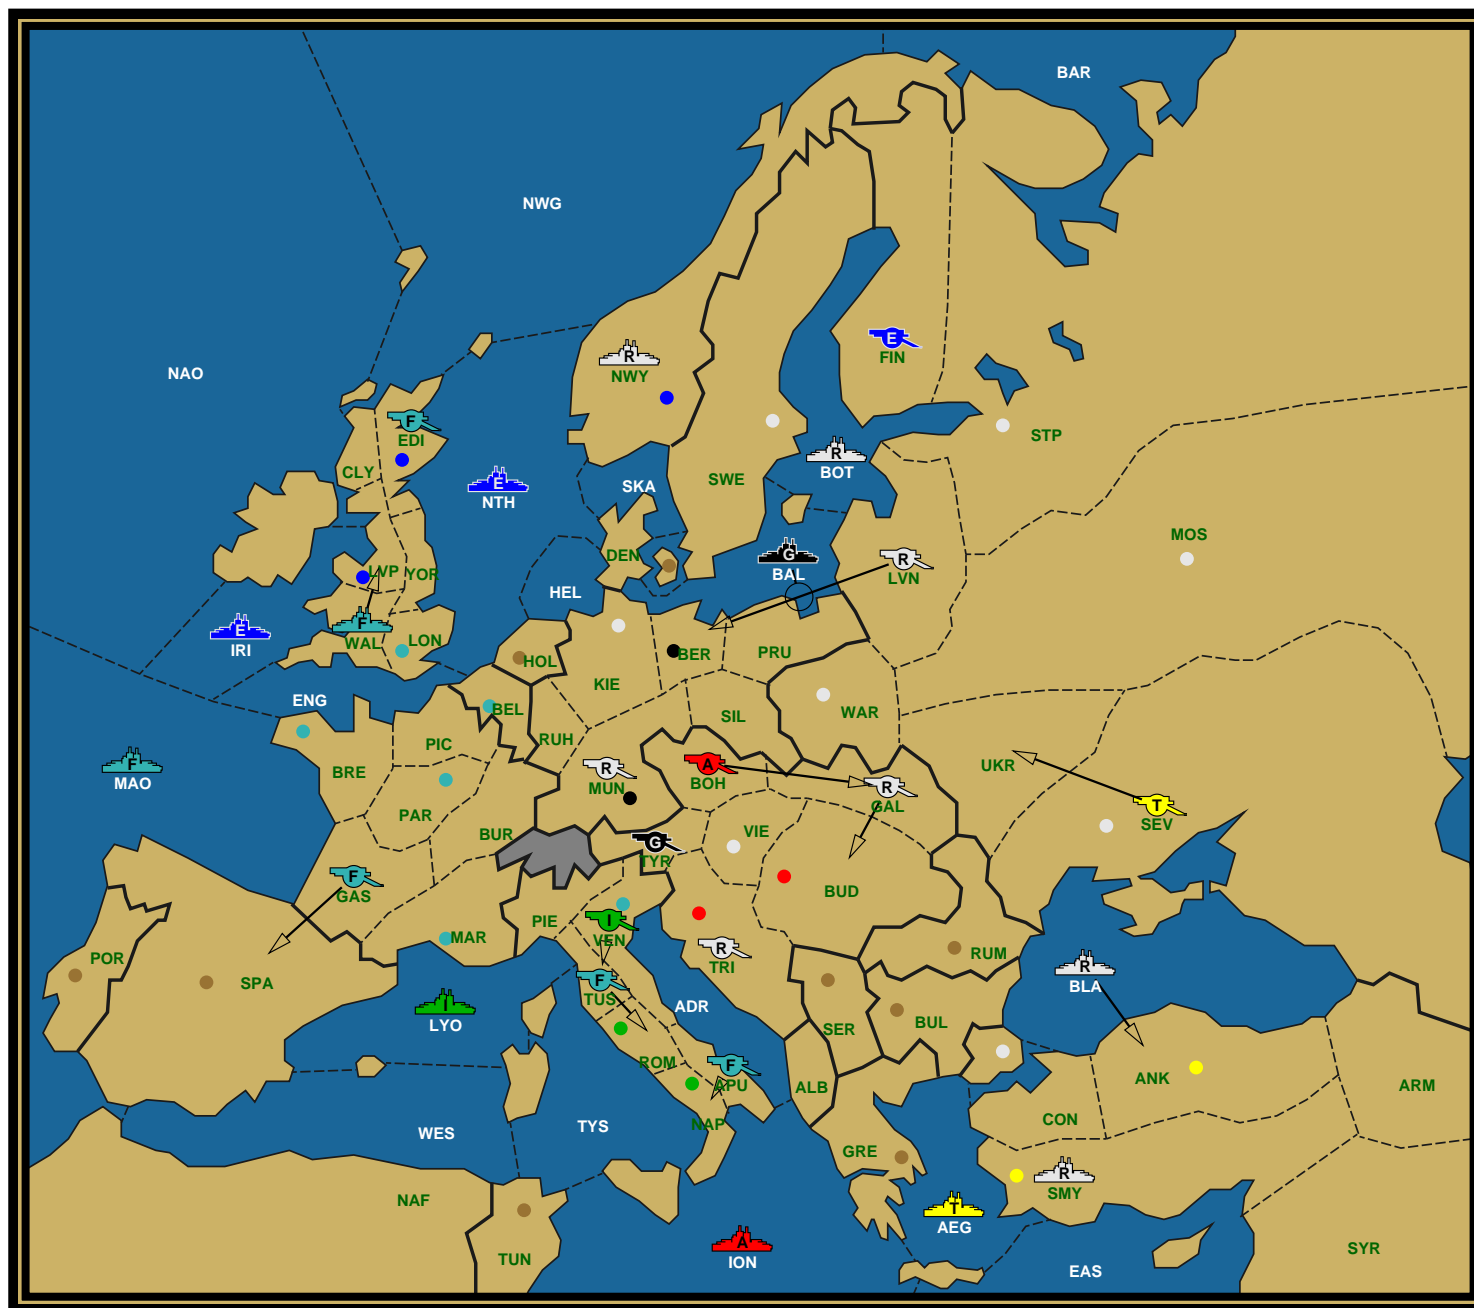 BAR
NWG
NAO
R
NWY
E
FIN
F
EDI
STP
CLY
R
BOT
SWE
SKA
E
NTH
MOS
DEN
G
BAL
R
LVN
LVP
YOR
HEL
E
IRI
F
WAL
LON
HOL
BER
PRU
KIE
ENG
BEL
SIL
WAR
PIC
RUH
F
MAO
BRE
R
MUN
A
BOH
R
GAL
UKR
T
SEV
PAR
BUR
VIE
G
TYR
F
GAS
BUD
PIE
I
VEN
MAR
R
TRI
RUM
POR
SPA
R
BLA
F
TUS
I
LYO
ADR
SER
BUL
ROM
F
APU
ALB
ANK
ARM
NAP
CON
WES
TYS
GRE
R
SMY
NAF
T
AEG
A
ION
TUN
EAS
SYR